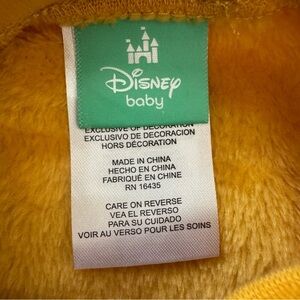 Disney
baby
EXCLUSIVE OF DECORATION
EXCLUSIVO DE DECORACION
HORS DÉCORATION
MADE IN CHINA
HECHO EN CHINA
FABRIQUÉ EN CHINE
RN 16435
CARE ON REVERSE
VEA EL REVERSO
PARA SU CUIDADO
VOIR AU VERSO POUR LES SOINS